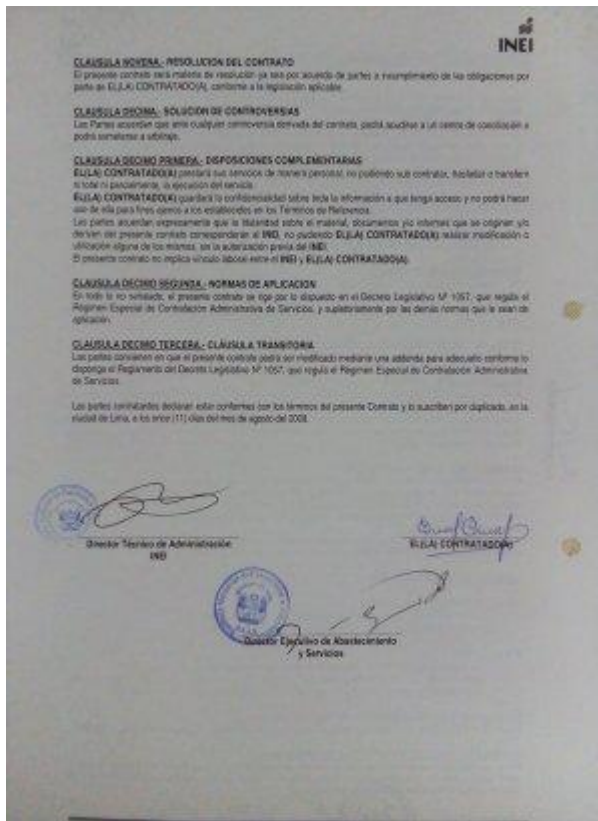 INEI
CLAUSULA NOVENA.- RESOLUCION DEL CONTRATO
El presente contrato será materia de resolución ya sea por acuerdo de partes o incumplimiento de las obligaciones por
parte de EL(LA) CONTRATADO(A), conforme a la legislación aplicable.
CLAUSULA DECIMA.- SOLUCION DE CONTROVERSIAS
Las Partes acuerdan que ante cualquier controversia derivada del contrato, podrá acudirse a un centro de conciliación o
podrá someterse a arbitraje.
CLAUSULA DECIMO PRIMERA.- DISPOSICIONES COMPLEMENTARIAS
EL(LA) CONTRATADO(A) prestará sus servicios de manera personal, no pudiendo sub contratar, trasladar o transferir
ni total ni parcialmente, la ejecución del servicio.
EL(LA) CONTRATADO(A) guardará la confidencialidad sobre toda la información a que tenga acceso y no podrá hacer
uso de ella para fines ajenos a los establecidos en los Términos de Referencia.
Las partes acuerdan expresamente que la titularidad sobre el material, documentos y/o informes que se originen y/o
deriven del presente contrato corresponderán al INEI, no pudiendo EL(LA) CONTRATADO(A) realizar modificación o
utilización alguna de los mismos, sin la autorización previa del INEI.
El presente contrato no implica vínculo laboral entre el INEI y EL(LA) CONTRATADO(A).
CLAUSULA DECIMO SEGUNDA.- NORMAS DE APLICACION
En todo lo no señalado, el presente contrato se rige por lo dispuesto en el Decreto Legislativo Nº 1057, que regula el
Régimen Especial de Contratación Administrativa de Servicios, y supletoriamente por las demás normas que le sean de
aplicación.
CLAUSULA DECIMO TERCERA.- CLÁUSULA TRANSITORIA
Las partes convienen en que el presente contrato podrá ser modificado mediante una addenda para adecuarlo conforme lo
disponga el Reglamento del Decreto Legislativo Nº 1057, que regula el Régimen Especial de Contratación Administrativa
de Servicios.
Las partes contratantes declaran estar conformes con los términos del presente Contrato y lo suscriben por duplicado, en la
ciudad de Lima, a los once (11) días del mes de agosto del 2008.
Director Técnico de Administración
INEI
EL(LA) CONTRATADO(A)
Director Ejecutivo de Abastecimiento
y Servicios